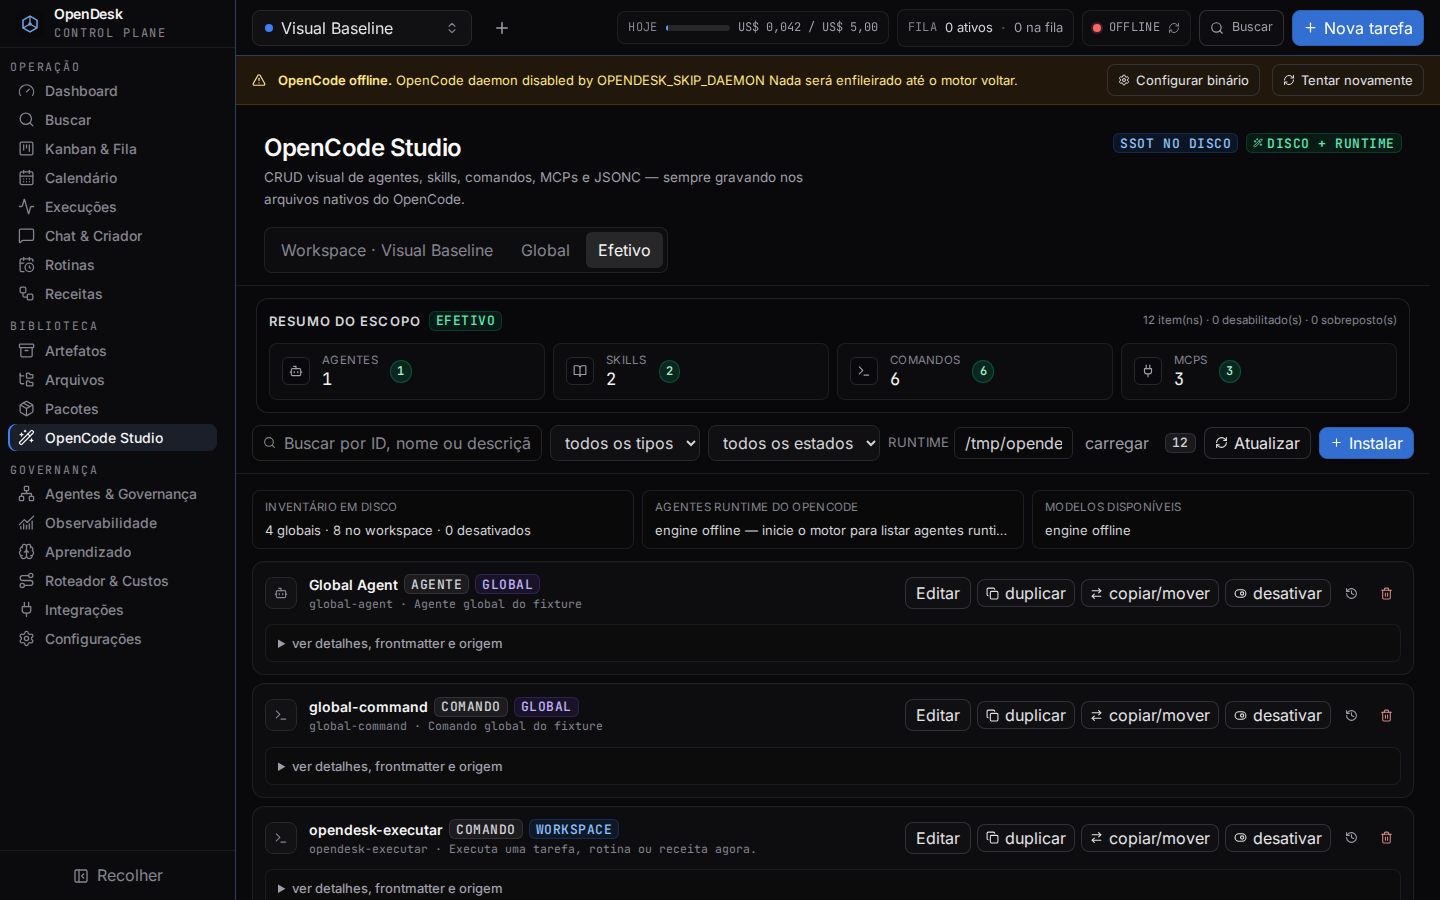 OpenDesk
CONTROL PLANE
OPERAÇÃO
Dashboard
Buscar
Kanban & Fila
Calendário
Execuções
Chat & Criador
Rotinas
Receitas
BIBLIOTECA
Artefatos
Arquivos
Pacotes
OpenCode Studio
GOVERNANÇA
Agentes & Governança
Observabilidade
Aprendizado
Roteador & Custos
Integrações
Configurações
Recolher
Visual Baseline
HOJE US$ 0,042 / US$ 5,00
FILA 0 ativos · 0 na fila
OFFLINE
Buscar
Nova tarefa
OpenCode offline. OpenCode daemon disabled by OPENDESK_SKIP_DAEMON Nada será enfileirado até o motor voltar.
Configurar binário
Tentar novamente
OpenCode Studio
SSOT NO DISCO
DISCO + RUNTIME
CRUD visual de agentes, skills, comandos, MCPs e JSONC — sempre gravando nos
arquivos nativos do OpenCode.
Workspace · Visual Baseline
Global
Efetivo
RESUMO DO ESCOPO EFETIVO
12 item(ns) · 0 desabilitado(s) · 0 sobreposto(s)
AGENTES
1
1
SKILLS
2
2
COMANDOS
6
6
MCPS
3
3
Buscar por ID, nome ou descriçã
todos os tipos
todos os estados
RUNTIME
/tmp/opende
carregar
12
Atualizar
Instalar
INVENTÁRIO EM DISCO
4 globais · 8 no workspace · 0 desativados
AGENTES RUNTIME DO OPENCODE
engine offline — inicie o motor para listar agentes runti...
MODELOS DISPONÍVEIS
engine offline
Global Agent AGENTE GLOBAL
global-agent · Agente global do fixture
Editar duplicar copiar/mover desativar
ver detalhes, frontmatter e origem
global-command COMANDO GLOBAL
global-command · Comando global do fixture
Editar duplicar copiar/mover desativar
ver detalhes, frontmatter e origem
opendesk-executar COMANDO WORKSPACE
opendesk-executar · Executa uma tarefa, rotina ou receita agora.
Editar duplicar copiar/mover desativar
ver detalhes, frontmatter e origem